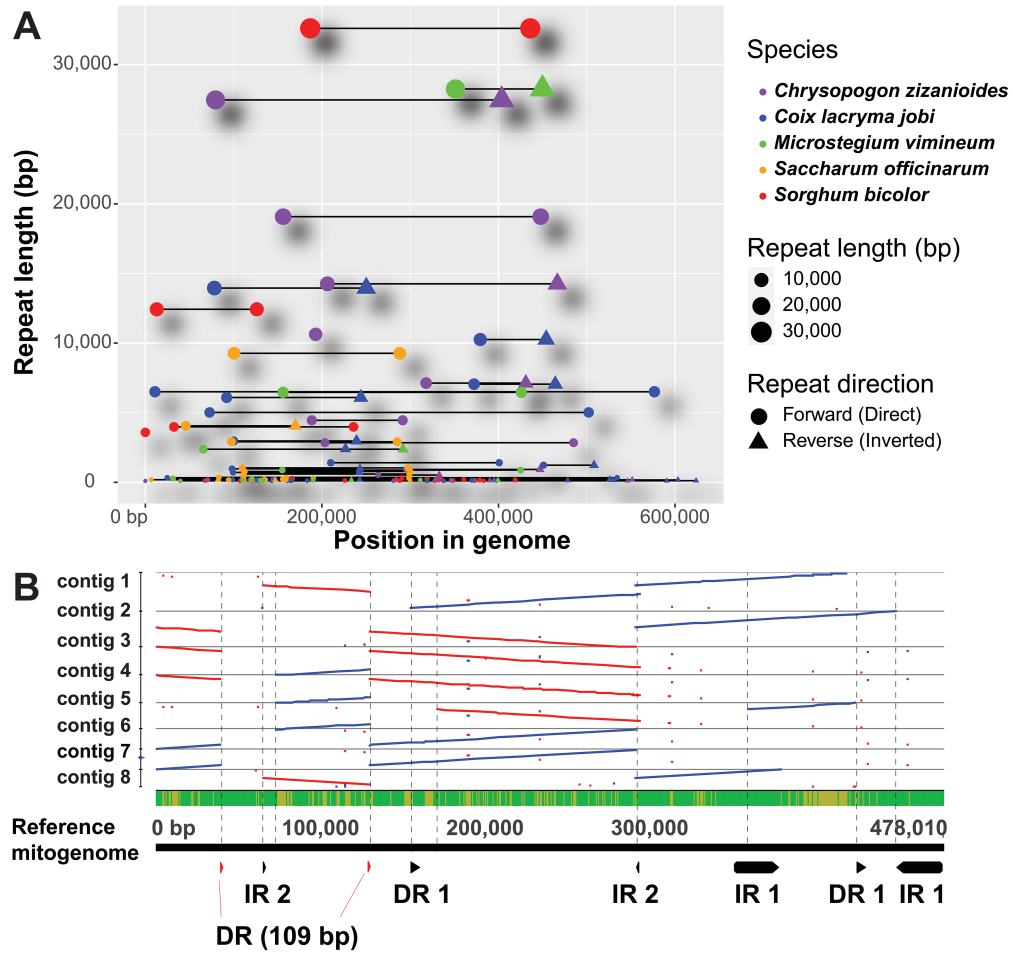 A
Repeat length (bp)
30,000
20,000
10,000
0
0 bp
200,000
400,000
600,000
Position in genome
Species
Chrysopogon zizanioides
Coix lacryma jobi
Microstegium vimineum
Saccharum officinarum
Sorghum bicolor
Repeat length (bp)
10,000
20,000
30,000
Repeat direction
Forward (Direct)
Reverse (Inverted)
B
contig 1
contig 2
contig 3
contig 4
contig 5
contig 6
contig 7
contig 8
Reference
mitogenome
0 bp 100,000 200,000 300,000 478,010
IR 2 DR 1 IR 2 IR 1 DR 1 IR 1
DR (109 bp)